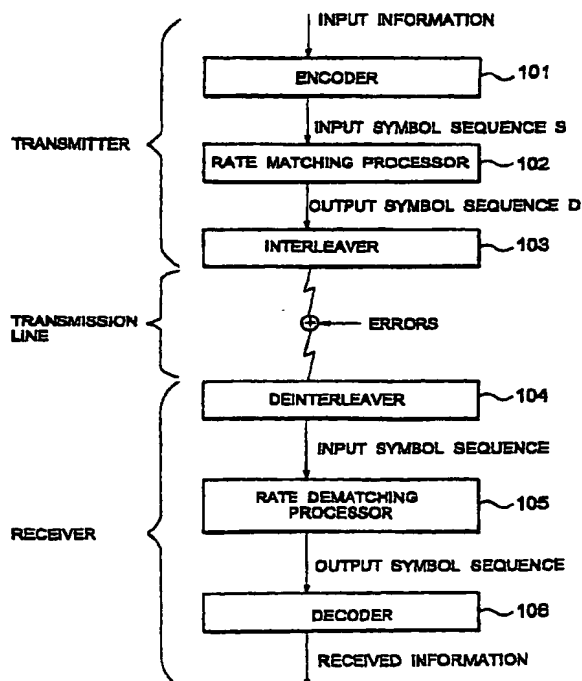 INPUT INFORMATION
ENCODER
101
INPUT SYMBOL SEQUENCE S
TRANSMITTER
RATE MATCHING PROCESSOR
102
OUTPUT SYMBOL SEQUENCE D
INTERLEAVER
103
TRANSMISSION
LINE
ERRORS
DEINTERLEAVER
104
INPUT SYMBOL SEQUENCE
RATE DEMATCHING
PROCESSOR
105
RECEIVER
OUTPUT SYMBOL SEQUENCE
DECODER
106
RECEIVED INFORMATION